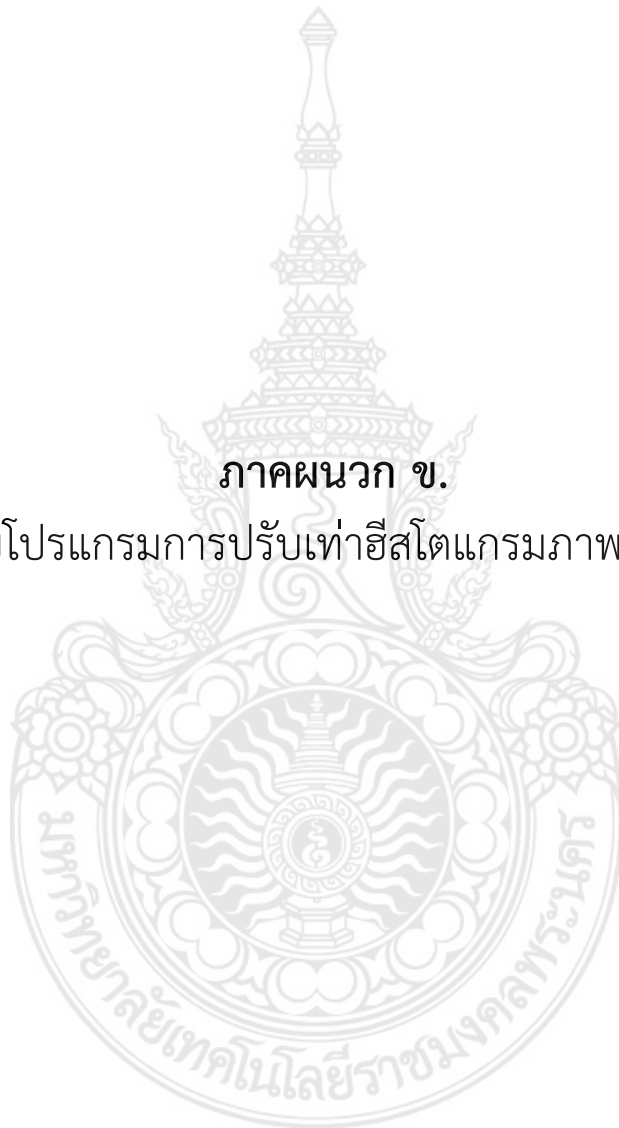 ภาคผนวก ข.
โปรแกรมการปรับเท่าฮีสโตแกรมภาพ
มหาวิทยาลัยเทคโนโลยีราชมงคลพระนคร